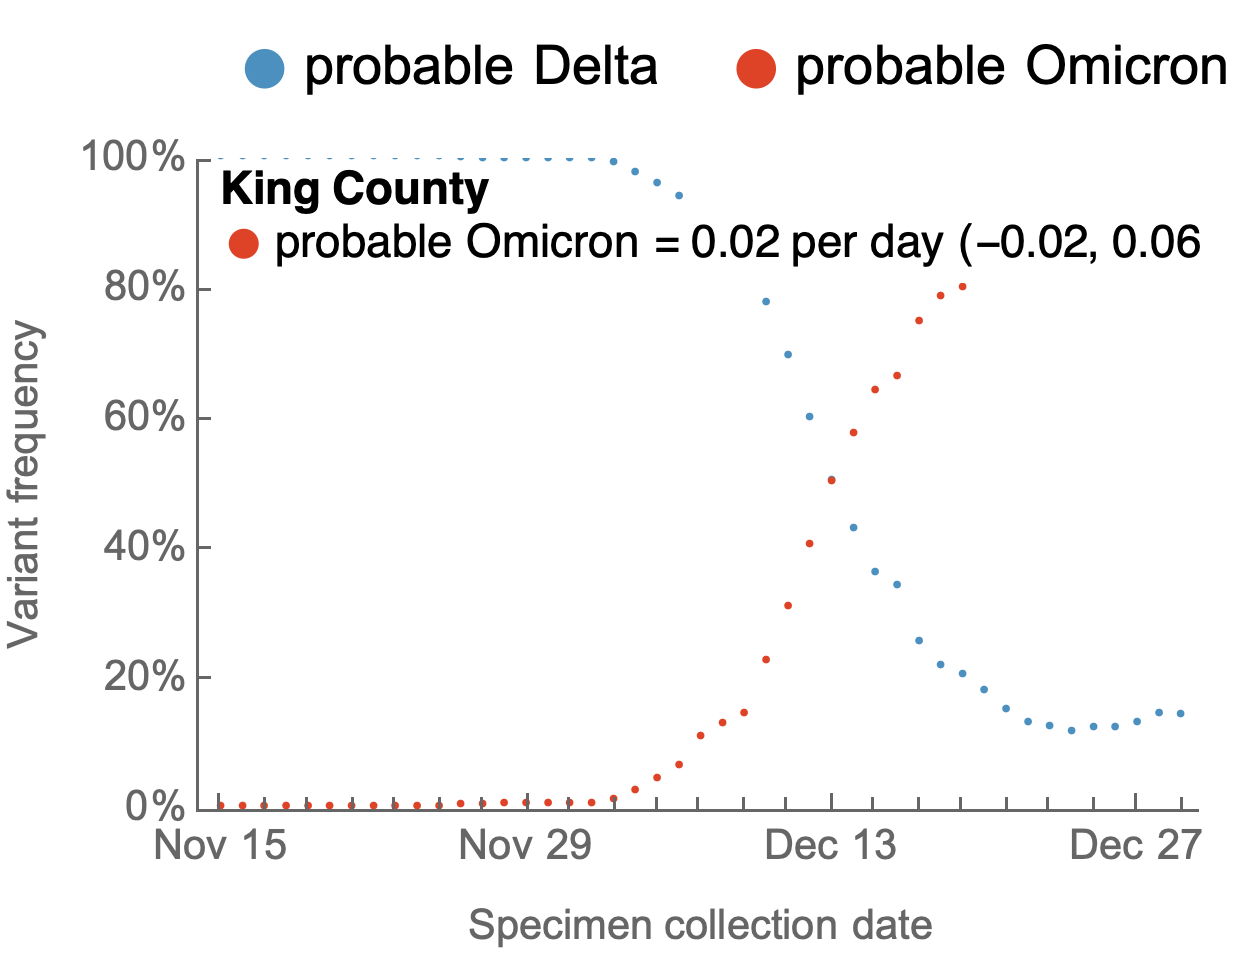 probable Delta probable Omicron
100%
King County
probable Omicron = 0.02 per day (−0.02, 0.06
80%
Variant frequency
60%
40%
20%
0%
Nov 15 Nov 29 Dec 13 Dec 27
Specimen collection date